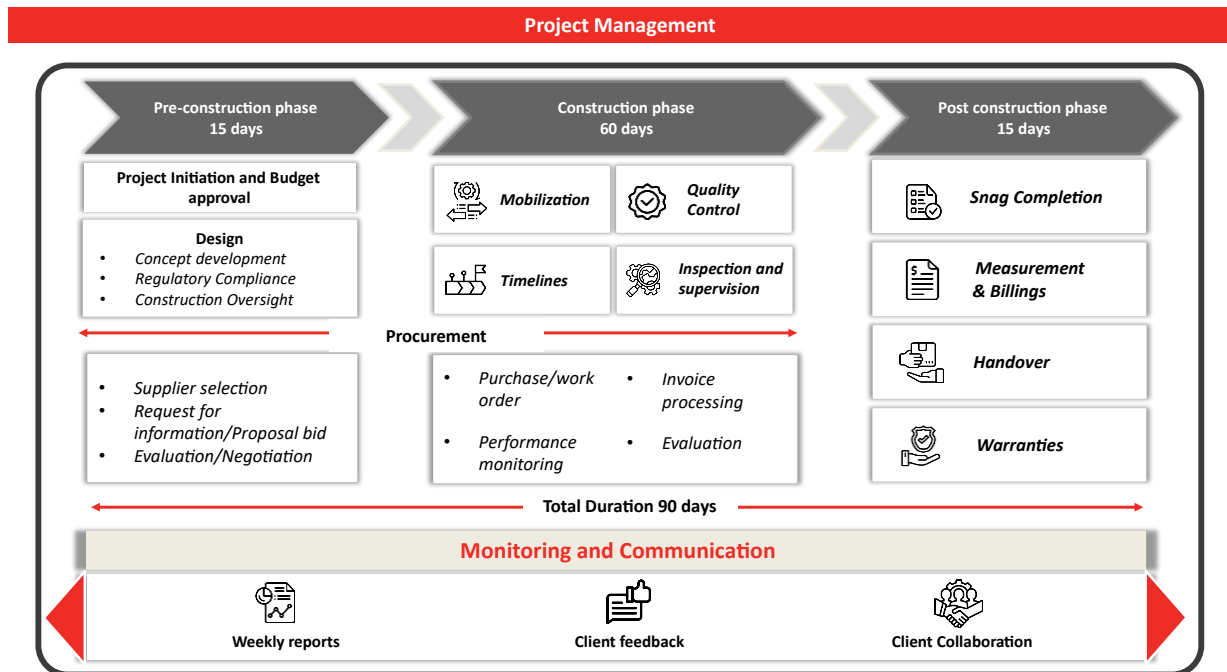 Project Management
Pre-construction phase
15 days
Construction phase
60 days
Post construction phase
15 days
Project Initiation and Budget
approval
Design
• Concept development
• Regulatory Compliance
• Construction Oversight
Mobilization
Quality
Control
Timelines
Inspection and
supervision
Snag Completion
Measurement
& Billings
Handover
Warranties
Procurement
• Supplier selection
• Request for
information/Proposal bid
• Evaluation/Negotiation
• Purchase/work
order
• Performance
monitoring
• Invoice
processing
• Evaluation
Total Duration 90 days
Monitoring and Communication
Weekly reports
Client feedback
Client Collaboration